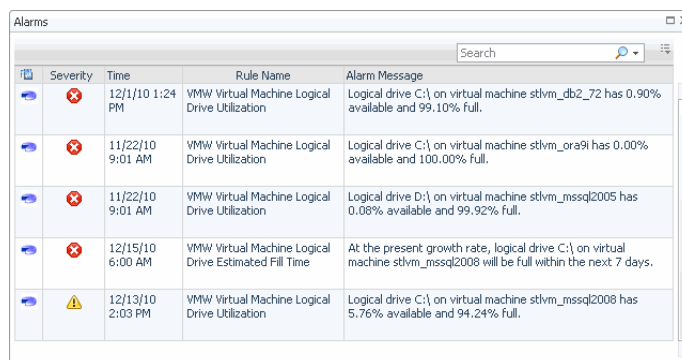 Alarms
Search
Severity Time Rule Name Alarm Message
12/1/10 1:24 VMW Virtual Machine Logical Logical drive C:\ on virtual machine stlvm_db2_72 has 0.90%
PM Drive Utilization available and 99.10% full.
11/22/10 VMW Virtual Machine Logical Logical drive C:\ on virtual machine stlvm_ora9i has 0.00%
9:01 AM Drive Utilization available and 100.00% full.
11/22/10 VMW Virtual Machine Logical Logical drive D:\ on virtual machine stlvm_mssql2005 has
9:01 AM Drive Utilization 0.08% available and 99.92% full.
12/15/10 VMW Virtual Machine Logical At the present growth rate, logical drive C:\ on virtual
6:00 AM Drive Estimated Fill Time machine stlvm_mssql2008 will be full within the next 7 days.
12/13/10 VMW Virtual Machine Logical Logical drive C:\ on virtual machine stlvm_mssql2008 has
2:03 PM Drive Utilization 5.76% available and 94.24% full.